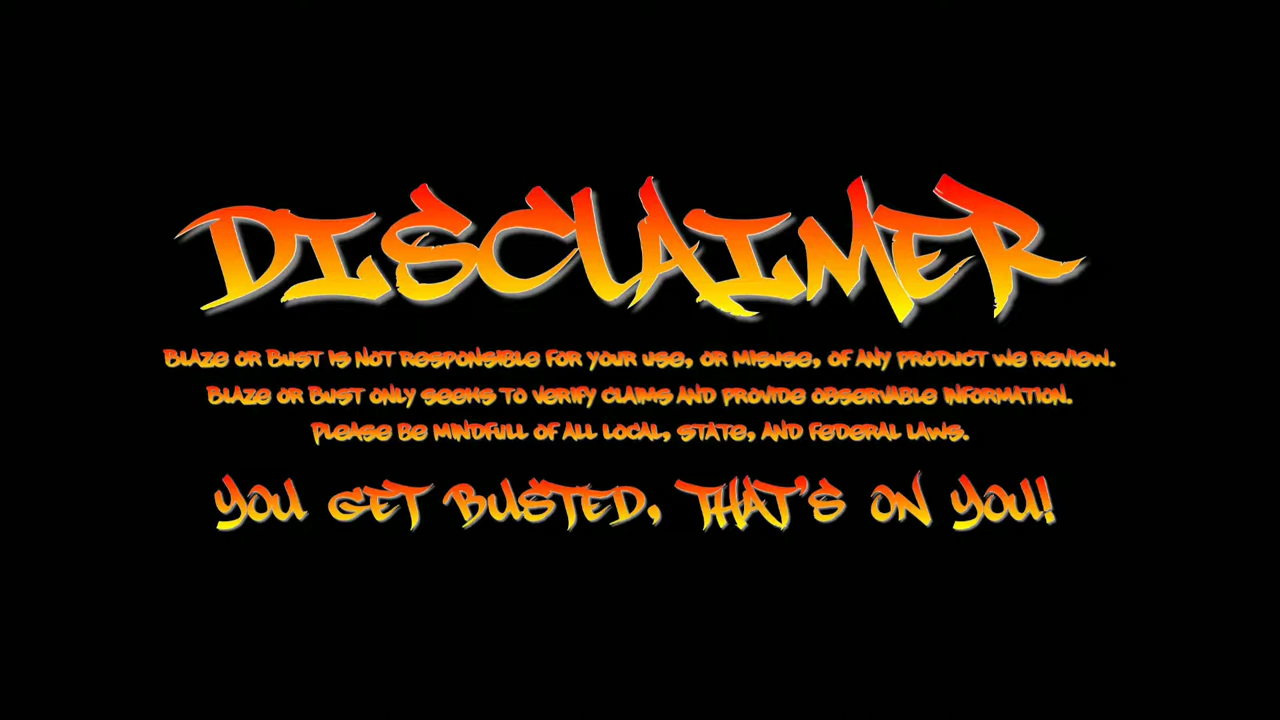 DISCLAIMER
BLAZE OR BUST IS NOT RESPONSIBLE FOR YOUR USE, OR MISUSE, OF ANY PRODUCT WE REVIEW.
BLAZE OR BUST ONLY SEEKS TO VERIFY CLAIMS AND PROVIDE OBSERVABLE INFORMATION.
PLEASE BE MINDFULL OF ALL LOCAL, STATE, AND FEDERAL LAWS.
YOU GET BUSTED, THAT'S ON YOU!